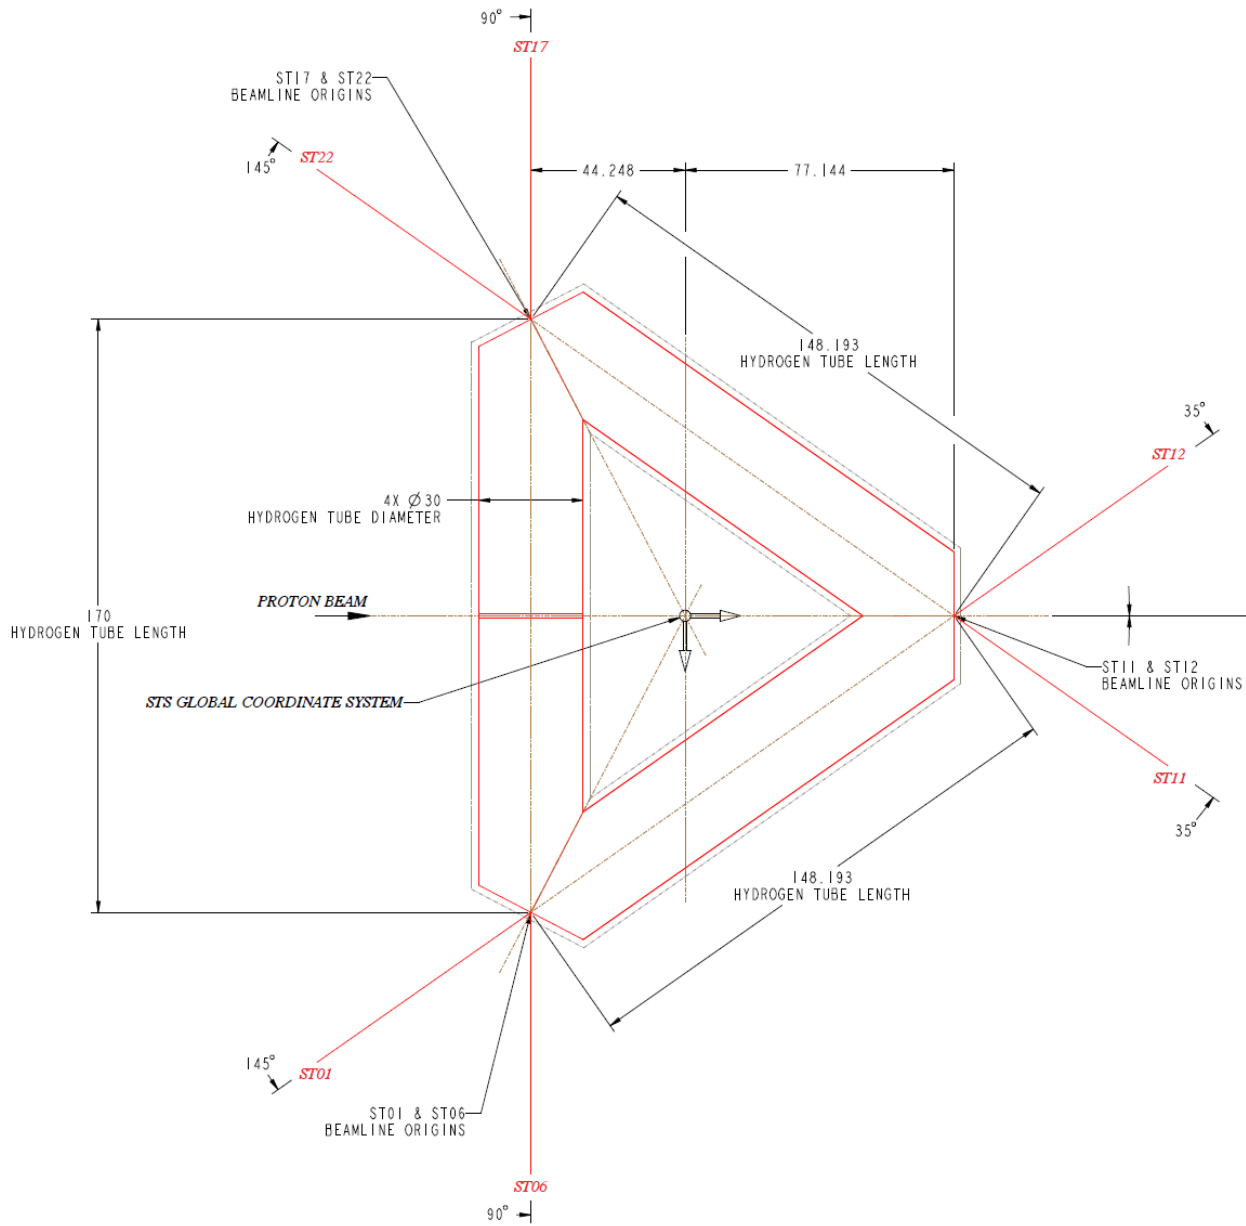 90°
ST17
ST17 & ST22
BEAMLINE ORIGINS
145°
ST22
44.248
77.144
148.193
HYDROGEN TUBE LENGTH
35°
ST12
4X Ø30
HYDROGEN TUBE DIAMETER
PROTON BEAM
170
HYDROGEN TUBE LENGTH
STS GLOBAL COORDINATE SYSTEM
ST11 & ST12
BEAMLINE ORIGINS
ST11
35°
148.193
HYDROGEN TUBE LENGTH
145°
ST01
ST01 & ST06
BEAMLINE ORIGINS
ST06
90°